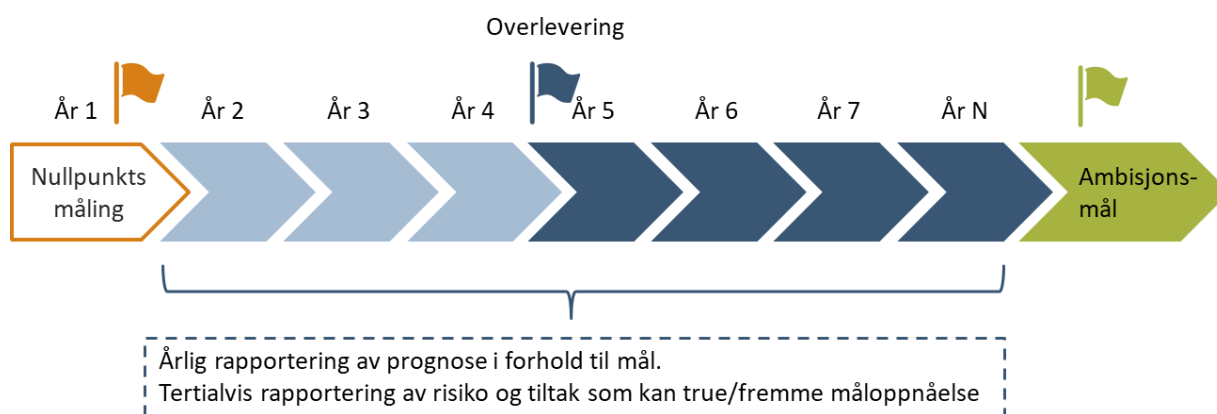 Overlevering
År 1
År 2
År 3
År 4
År 5
År 6
År 7
År N
Nullpunkts
måling
Ambisjons-
mål
Årlig rapportering av prognose i forhold til mål.
Tertialvis rapportering av risiko og tiltak som kan true/fremme måloppnåelse